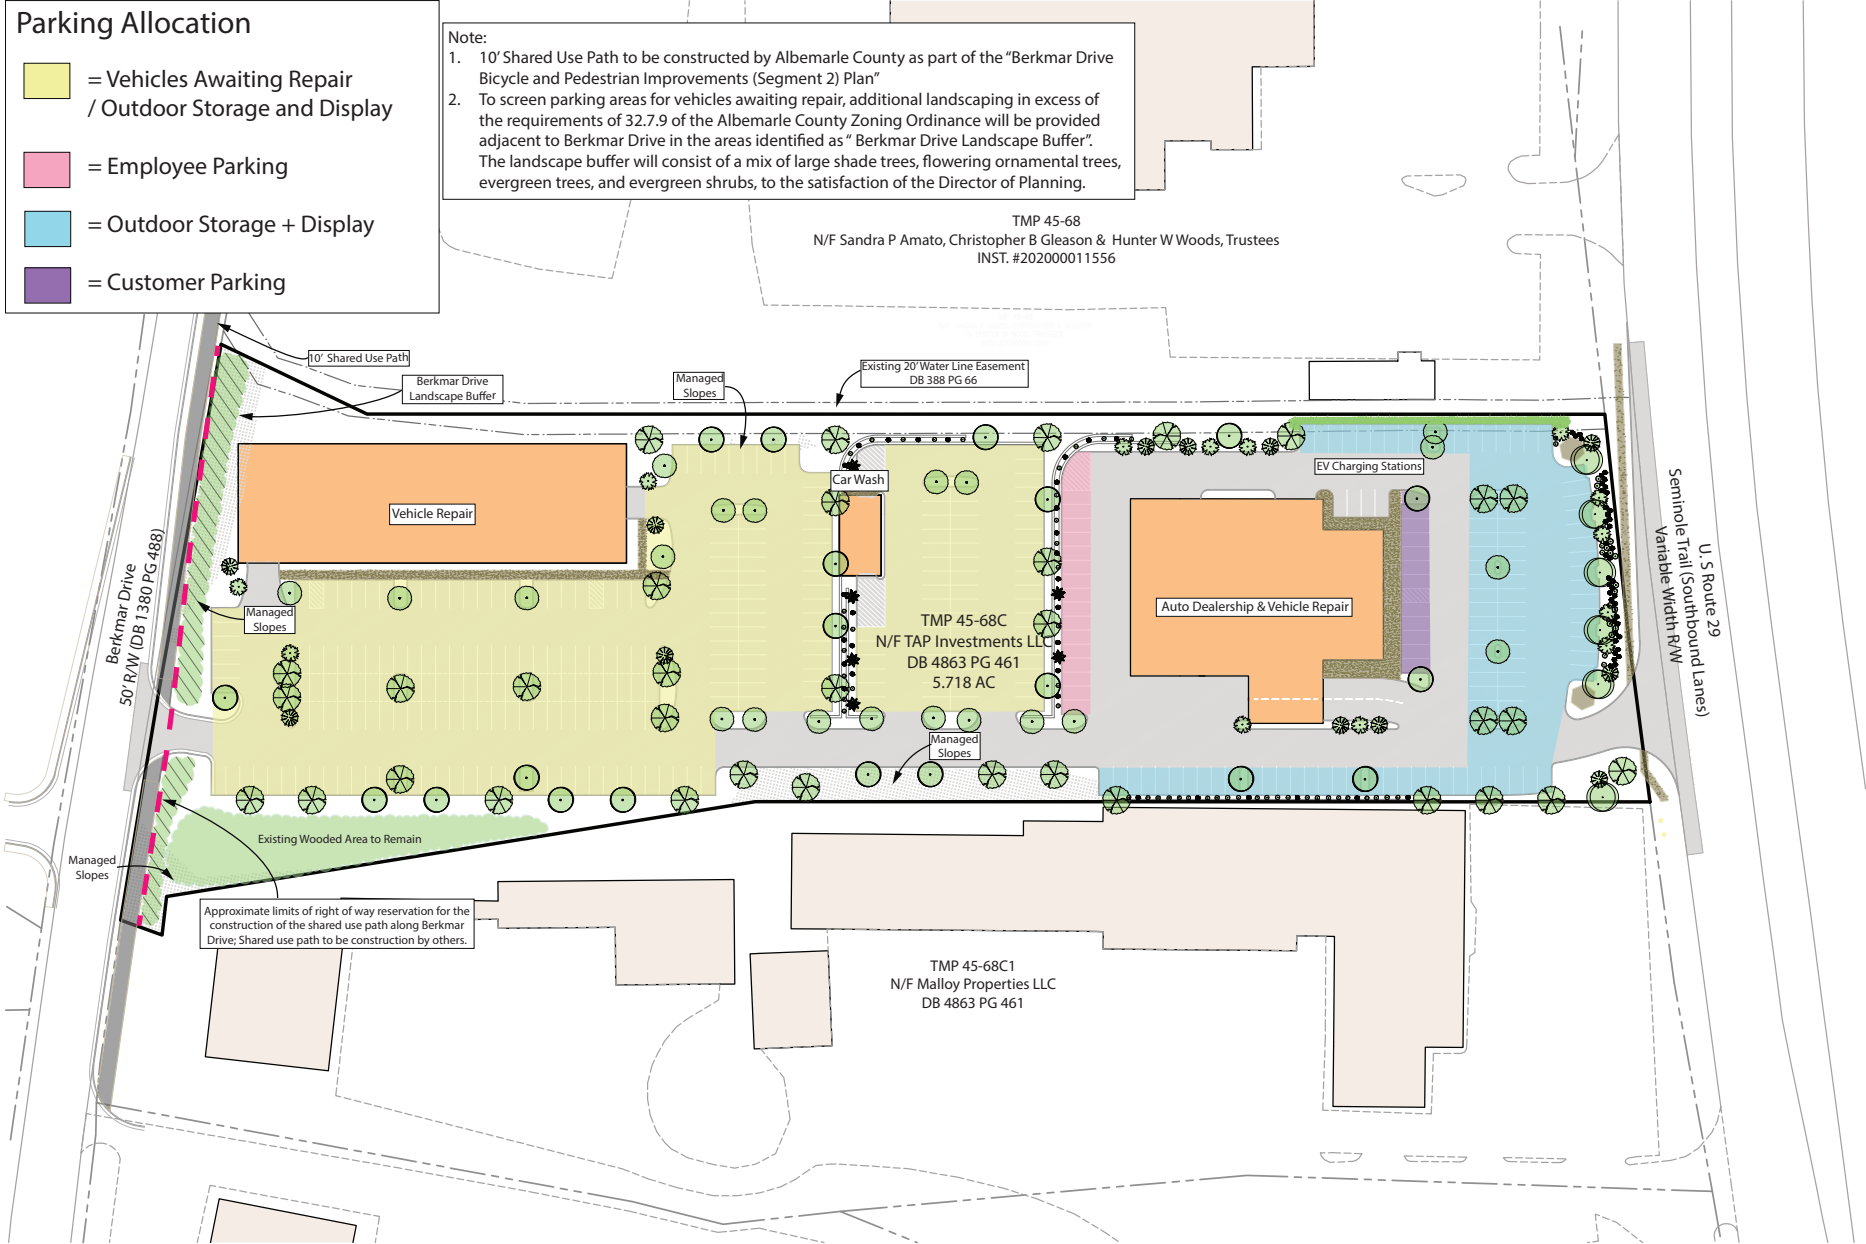 Parking Allocation
= Vehicles Awaiting Repair
/ Outdoor Storage and Display
= Employee Parking
= Outdoor Storage + Display
= Customer Parking
Note:
1. 10' Shared Use Path to be constructed by Albemarle County as part of the “Berkmar Drive
Bicycle and Pedestrian Improvements (Segment 2) Plan”
2. To screen parking areas for vehicles awaiting repair, additional landscaping in excess of
the requirements of 32.7.9 of the Albemarle County Zoning Ordinance will be provided
adjacent to Berkmar Drive in the areas identified as “ Berkmar Drive Landscape Buffer”.
The landscape buffer will consist of a mix of large shade trees, flowering ornamental trees,
evergreen trees, and evergreen shrubs, to the satisfaction of the Director of Planning.
TMP 45-68
N/F Sandra P Amato, Christopher B Gleason & Hunter W Woods, Trustees
INST. #202000011556
10' Shared Use Path
Berkmar Drive
Landscape Buffer
Managed
Slopes
Existing 20' Water Line Easement
DB 388 PG 66
Vehicle Repair
Car Wash
EV Charging Stations
Auto Dealership & Vehicle Repair
Managed
Slopes
TMP 45-68C
N/F TAP Investments LLC
DB 4863 PG 461
5.718 AC
Managed
Slopes
Berkmar Drive
50' R/W (DB 1380 PG 488)
U. S Route 29
Seminole Trail (Southbound Lanes)
Variable Width R/W
Existing Wooded Area to Remain
Managed
Slopes
Approximate limits of right of way reservation for the
construction of the shared use path along Berkmar
Drive; Shared use path to be construction by others.
TMP 45-68C1
N/F Malloy Properties LLC
DB 4863 PG 461